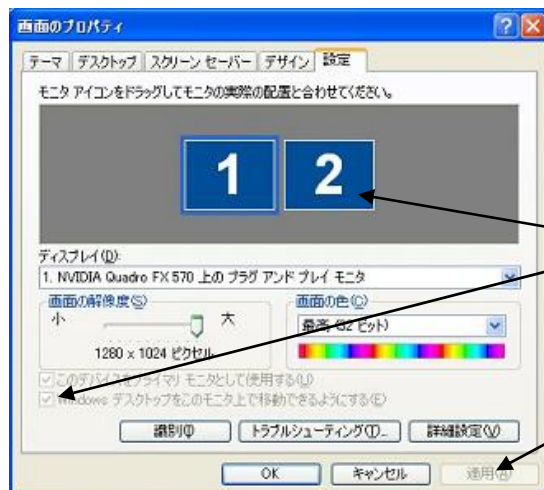 画面のプロパティ
テーマ デスクトップ スクリーン セーバー デザイン 設定
モニタ アイコンをドラッグしてモニタの実際の配置と合わせてください。
1 2
ディスプレイ(D):
1. NVIDIA Quadro FX 570 上の プラグ アンド プレイ モニタ
画面の解像度(S)
小 大
1280 x 1024 ピクセル
画面の色(C)
最高 (32 ビット)
このデバイスをプライマリ モニタとして使用する(U)
Windows デスクトップをこのモニタ上で移動できるようにする(E)
識別(I) トラブルシューティング(T)... 詳細設定(V)
OK キャンセル 適用(A)